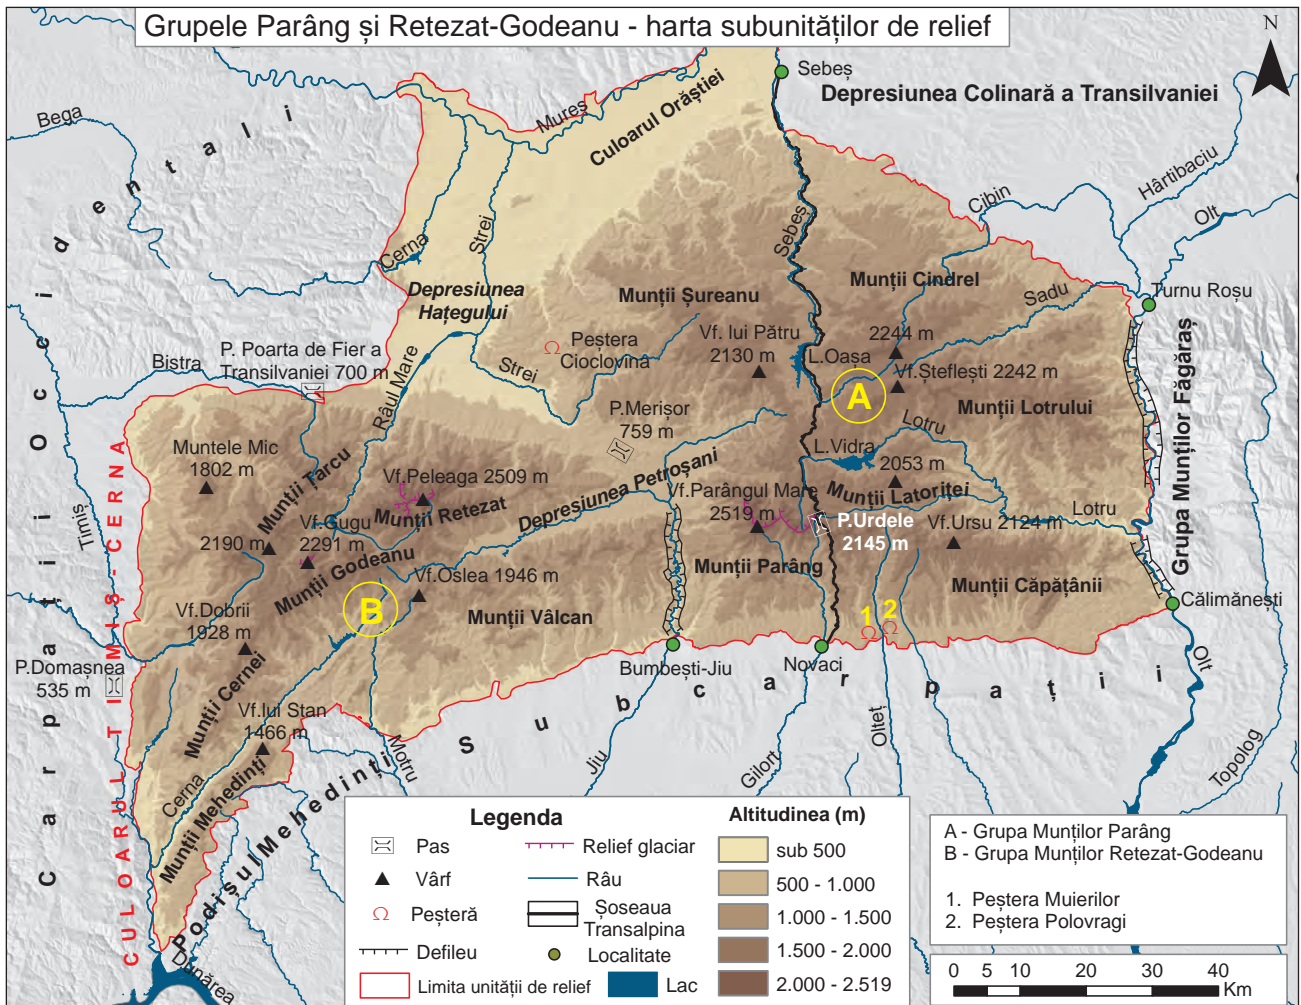 Grupele Parâng și Retezat-Godeanu - harta subunităților de relief
N
Sebeș
Depresiunea Colinară a Transilvaniei
Bega
Mureș
Culoarul Orăștiei
Hârtibaciu
Cibin
Olt
Strei
Sebeș
Cerna
Carpații Occidentali
Depresiunea
Hațegului
Munții Șureanu
Munții Cindrel
Sadu
Turnu Roșu
Vf. lui Pătru
2130 m
2244 m
Peștera
Cioclovina
L.Oașa
Bistra
P. Poarta de Fier a
Transilvaniei 700 m
Râul Mare
Strei
Vf.Ștefleşti 2242 m
A
Munții Lotrului
Grupa Munților Făgăraș
P.Merișor
759 m
Lotru
Muntele Mic
1802 m
Munții Țarcu
L.Vidra
2053 m
Vf.Peleaga 2509 m
Depresiunea Petroșani
Munții Retezat
Vf.Parângul Mare
2519 m
Munții Latoriței
Timiș
CULOARUL TIMIȘ-CERNA
Vf.Gugu
2291 m
2190 m
P.Urdele
2145 m
Lotru
Vf.Ursu 2124 m
Munții Godeanu
Vf.Oslea 1946 m
Munții Parâng
Munții Căpățânii
B
Vf.Dobrii
1928 m
Munții Vâlcan
1
2
Călimănești
P.Domașnea
535 m
Bumbești-Jiu
Novaci
Olt
Munții Cernei
Subcarpații
Vf.lui Stan
1466 m
Motru
Jiu
Gilort
Olteț
Topolog
Cerna
Munții Mehedinți
Podișul Mehedinți
Dunărea
Legenda
Pas
Vârf
Peșteră
Defileu
Limita unității de relief
Relief glaciar
Râu
Șoseaua
Transalpina
Localitate
Lac
Altitudinea (m)
sub 500
500 - 1.000
1.000 - 1.500
1.500 - 2.000
2.000 - 2.519
A - Grupa Munților Parâng
B - Grupa Munților Retezat-Godeanu
1. Peștera Muierilor
2. Peștera Polovragi
0 5 10 20 30 40
Km